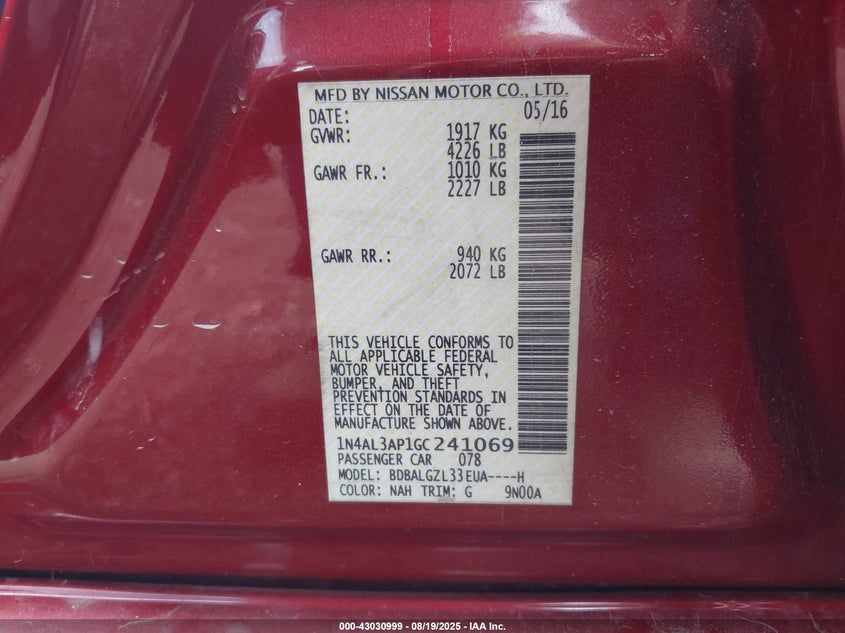 MFD BY NISSAN MOTOR CO., LTD.
DATE: 05/16
GVWR: 1917 KG
4226 LB
GAWR FR.: 1010 KG
2227 LB
GAWR RR.: 940 KG
2072 LB
THIS VEHICLE CONFORMS TO
ALL APPLICABLE FEDERAL
MOTOR VEHICLE SAFETY,
BUMPER, AND THEFT
PREVENTION STANDARDS IN
EFFECT ON THE DATE OF
MANUFACTURE SHOWN ABOVE.
1N4AL3AP1GC241069
PASSENGER CAR 078
MODEL: BDBALGZL33EUA----H
COLOR: NAH TRIM: G 9N00A
000-43030999 - 08/19/2025 - IAA Inc.